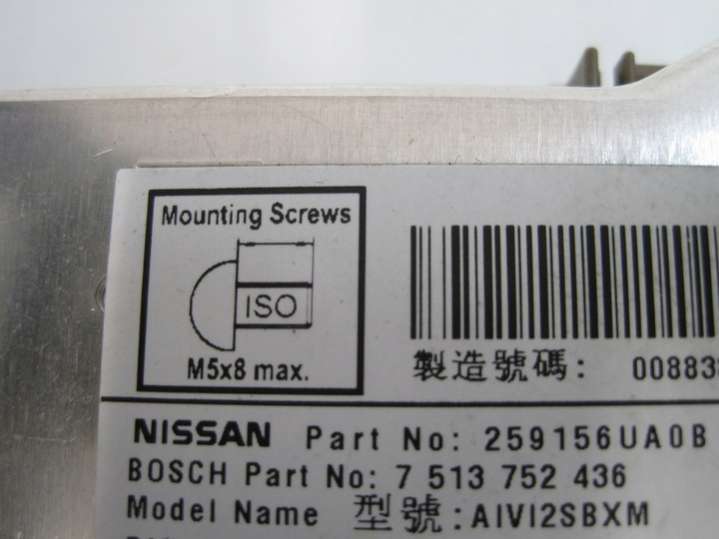 Mounting Screws
ISO
M5x8 max.
製造號碼: 00883
NISSAN Part No: 259156UA0B
BOSCH Part No: 7 513 752 436
Model Name 型號:AIVI2SBXM